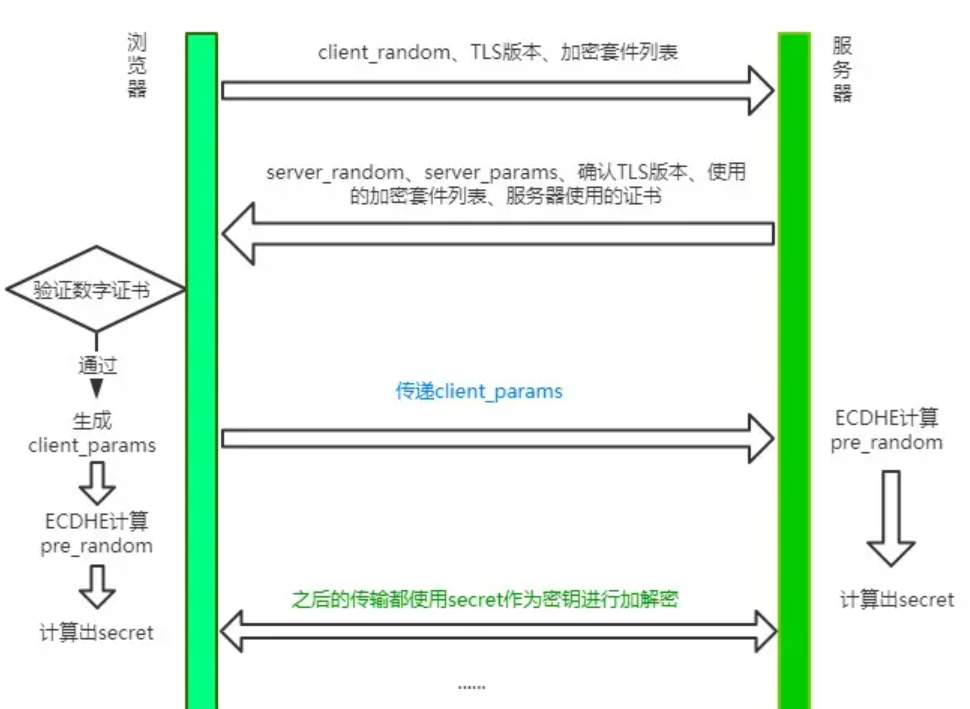 浏览器
服务器
client_random、TLS版本、加密套件列表
server_random、server_params、确认TLS版本、使用
的加密套件列表、服务器使用的证书
验证数字证书
通过
生成
client_params
传递client_params
ECDHE计算
pre_random
ECDHE计算
pre_random
之后的传输都使用secret作为密钥进行加解密
计算出secret
计算出secret
......